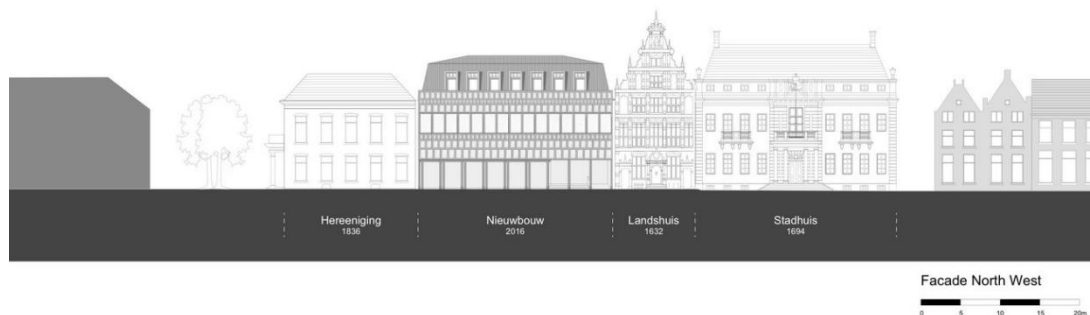 Hereeniging
1836
Nieuwbouw
2016
Landshuis
1632
Stadhuis
1694
Facade North West
0 5 10 15 20m